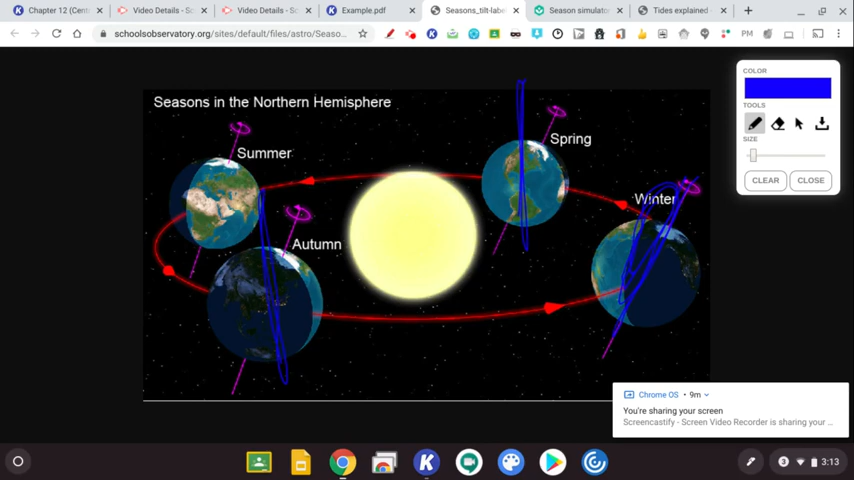 Chapter 12 (Cent
Video Details - Sc
Video Details - Sc
Example.pdf
Seasons_tilt-labe
Season simulator
Tides explained
schoolsobservatory.org/sites/default/files/astro/Seaso...
PM
Seasons in the Northern Hemisphere
Summer
Spring
Autumn
Winter
COLOR
TOOLS
SIZE
CLEAR
CLOSE
Chrome OS • 9m
You're sharing your screen
Screencastify - Screen Video Recorder is sharing your ...
3
3:13